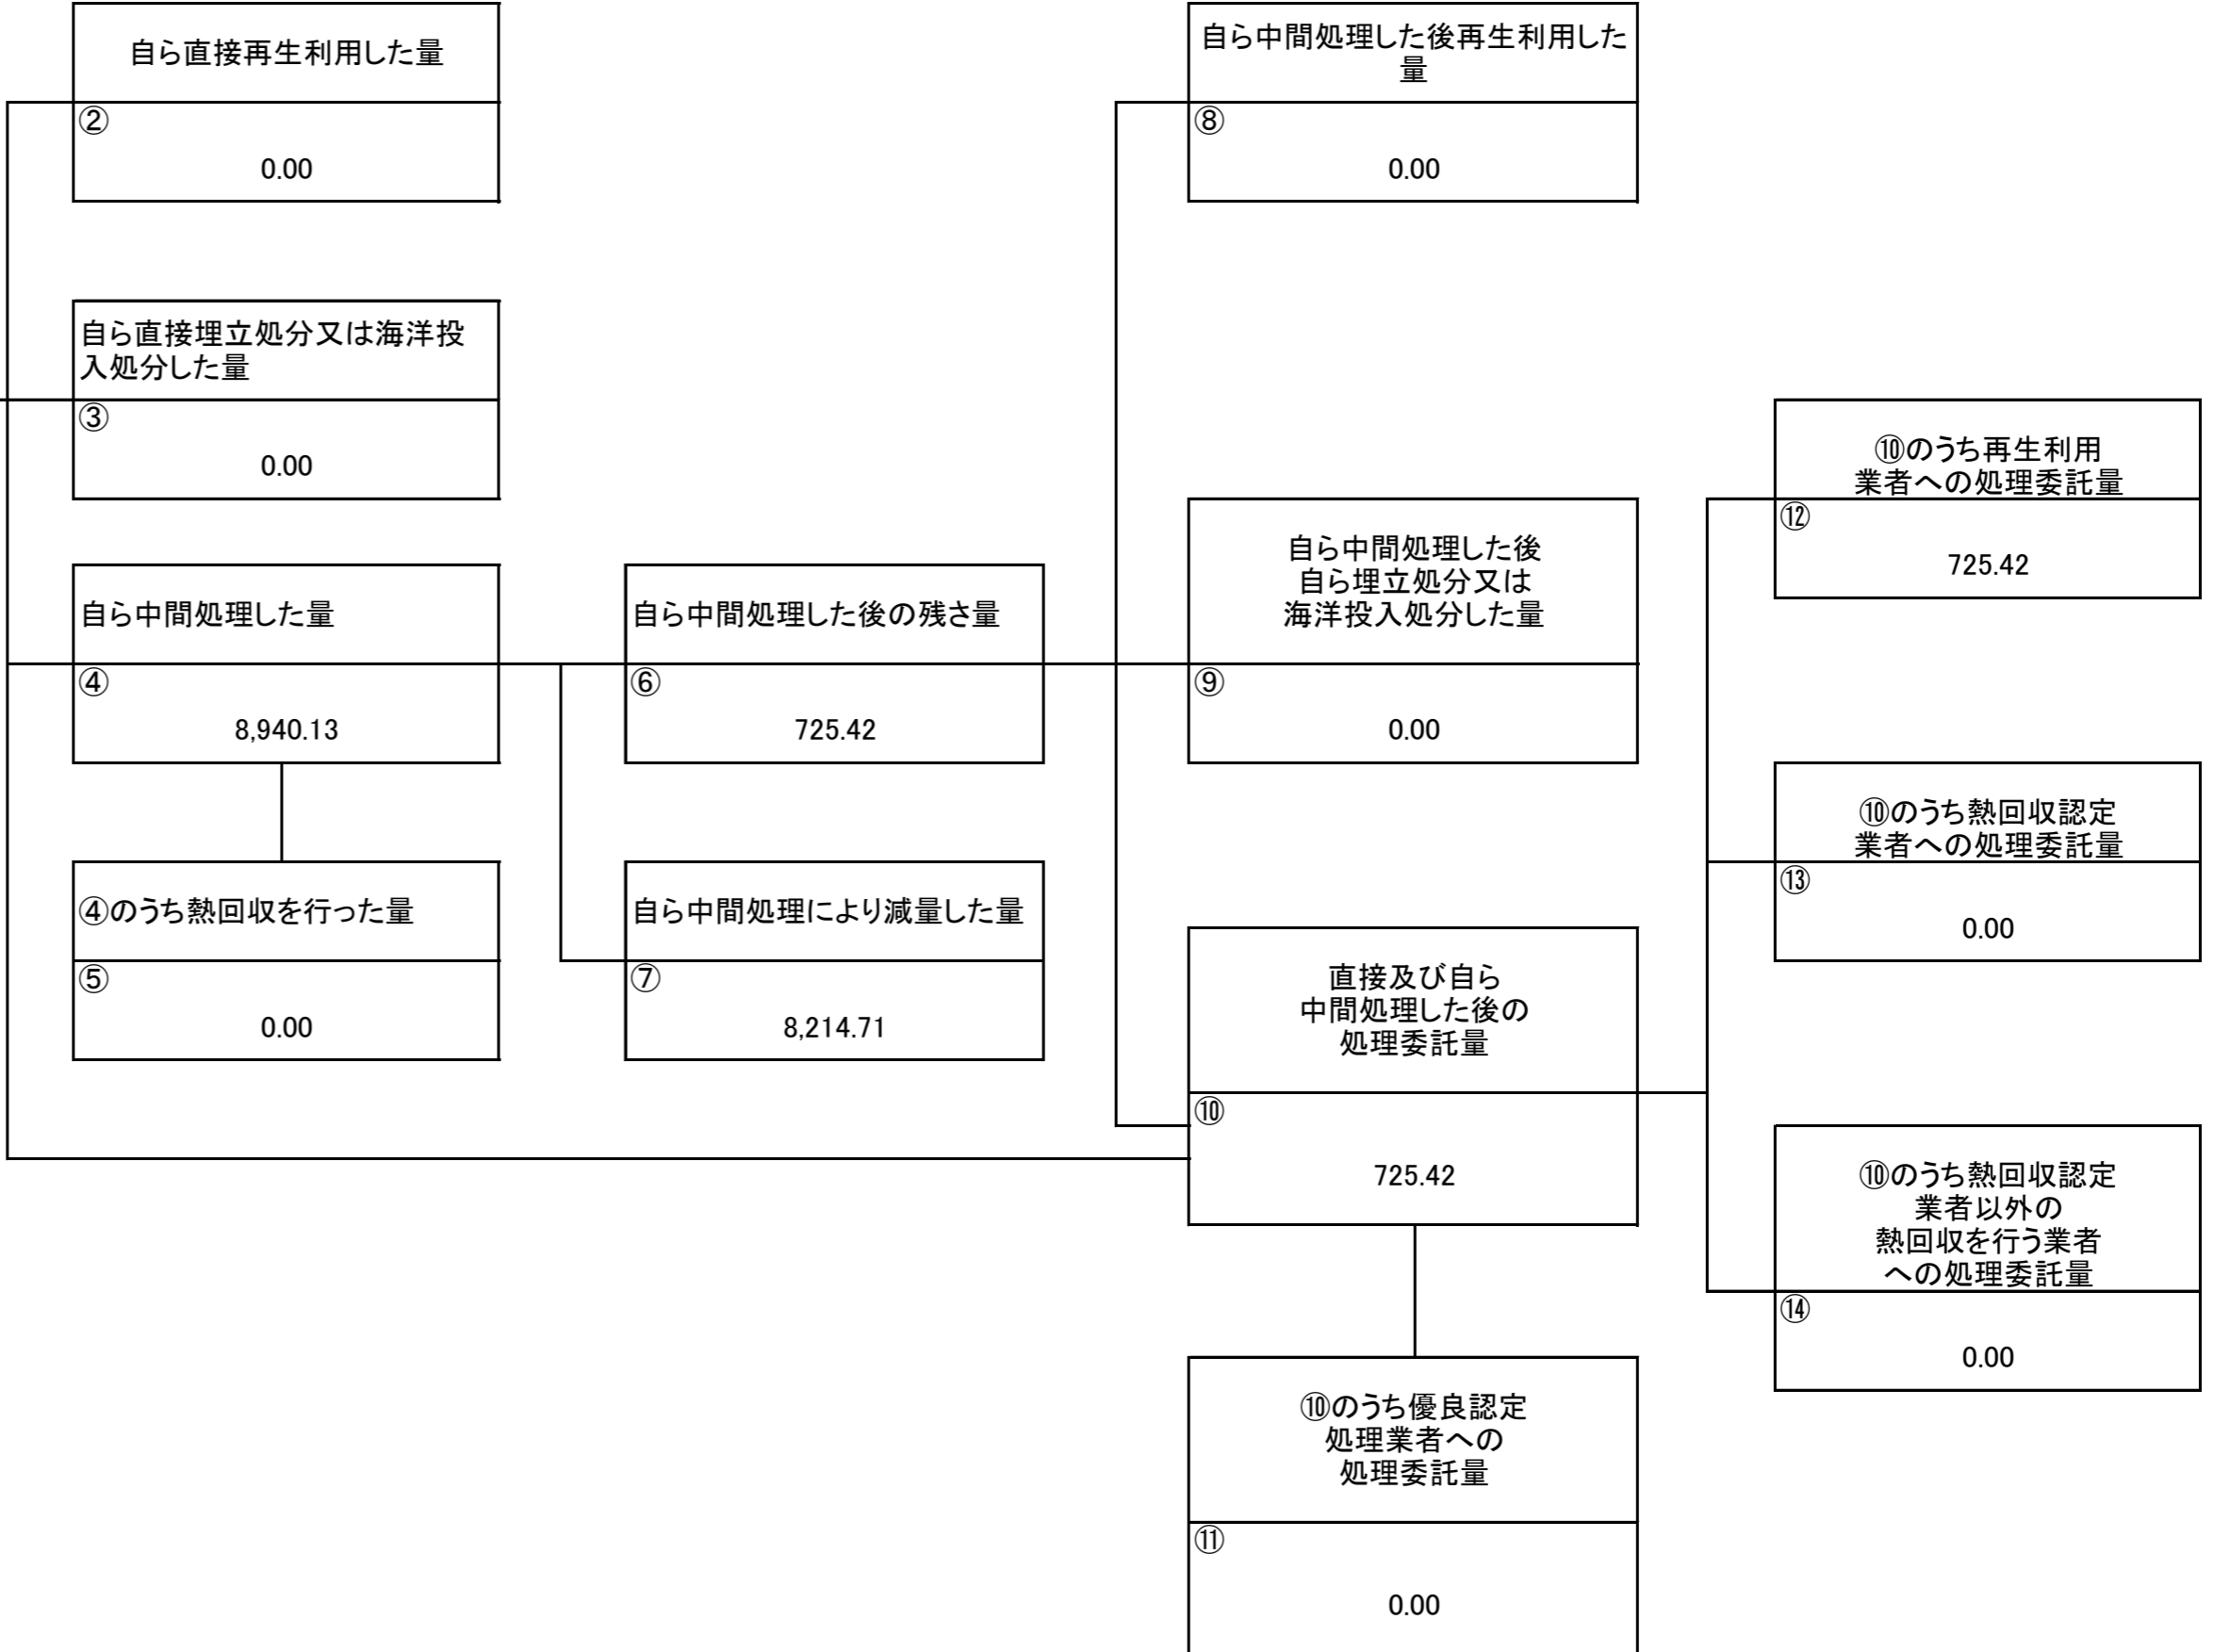 自ら直接再生利用した量
②
0.00
自ら直接埋立処分又は海洋投
入処分した量
③
0.00
自ら中間処理した量
④
8,940.13
④のうち熱回収を行った量
⑤
0.00
自ら中間処理した後の残さ量
⑥
725.42
自ら中間処理により減量した量
⑦
8,214.71
自ら中間処理した後再生利用した
量
⑧
0.00
自ら中間処理した後
自ら埋立処分又は
海洋投入処分した量
⑨
0.00
直接及び自ら
中間処理した後の
処理委託量
⑩
725.42
⑩のうち優良認定
処理業者への
処理委託量
⑪
0.00
⑩のうち再生利用
業者への処理委託量
⑫
725.42
⑩のうち熱回収認定
業者への処理委託量
⑬
0.00
⑩のうち熱回収認定
業者以外の
熱回収を行う業者
への処理委託量
⑭
0.00